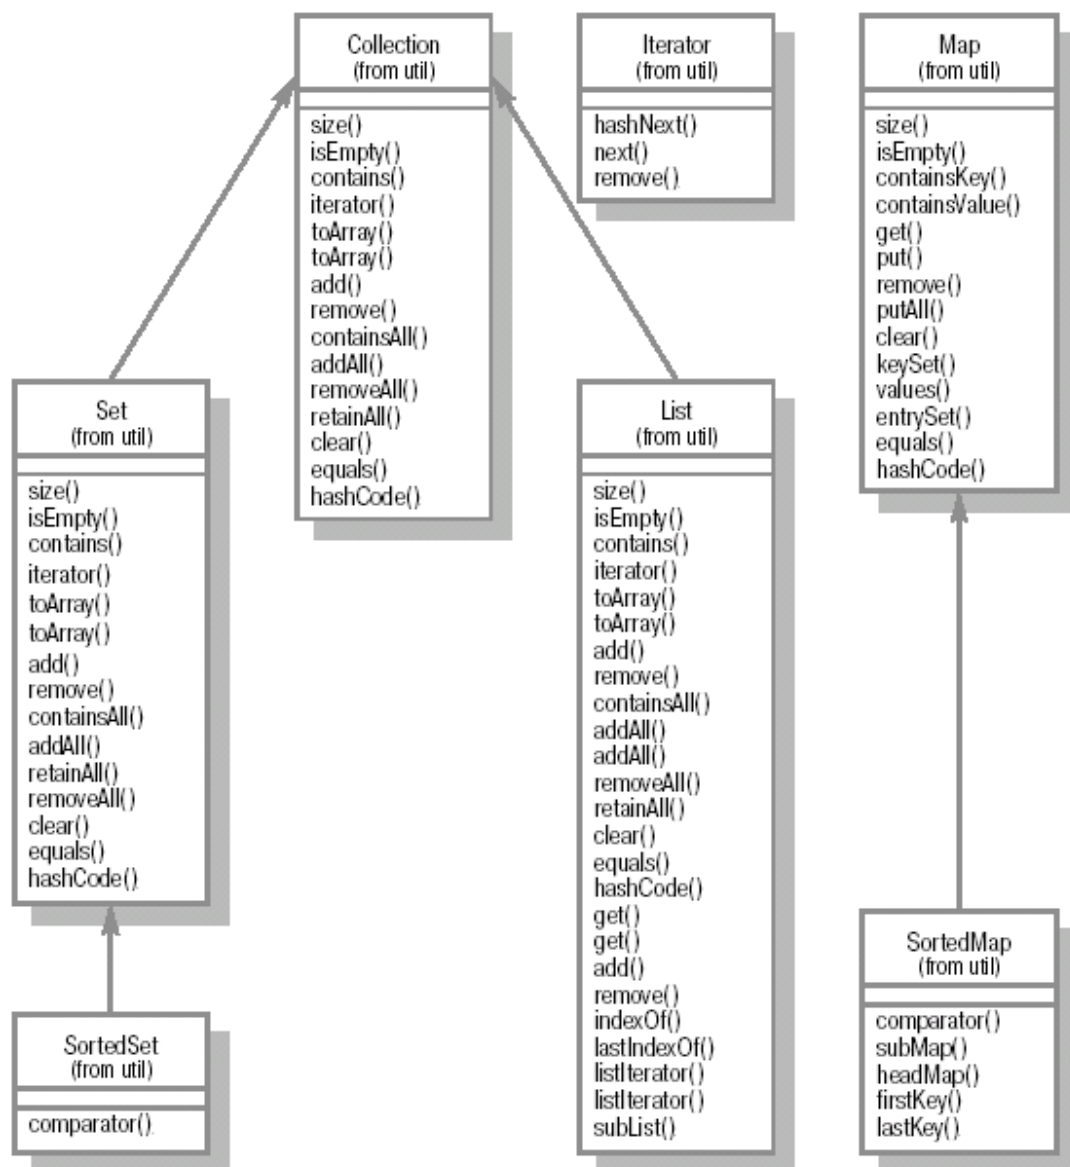 Collection
(from util)
size()
isEmpty()
contains()
iterator()
toArray()
toArray()
add()
remove()
containsAll()
addAll()
removeAll()
retainAll()
clear()
equals()
hashCode()
Iterator
(from util)
hashNext()
next()
remove()
Map
(from util)
size()
isEmpty()
containsKey()
containsValue()
get()
put()
remove()
putAll()
clear()
keySet()
values()
entrySet()
equals()
hashCode()
Set
(from util)
size()
isEmpty()
contains()
iterator()
toArray()
toArray()
add()
remove()
containsAll()
addAll()
retainAll()
removeAll()
clear()
equals()
hashCode()
List
(from util)
size()
isEmpty()
contains()
iterator()
toArray()
toArray()
add()
remove()
containsAll()
addAll()
addAll()
removeAll()
retainAll()
clear()
equals()
hashCode()
get()
get()
add()
remove()
indexOf()
lastIndexOf()
listIterator()
listIterator()
subList()
SortedSet
(from util)
comparator()
SortedMap
(from util)
comparator()
subMap()
headMap()
firstKey()
lastKey()